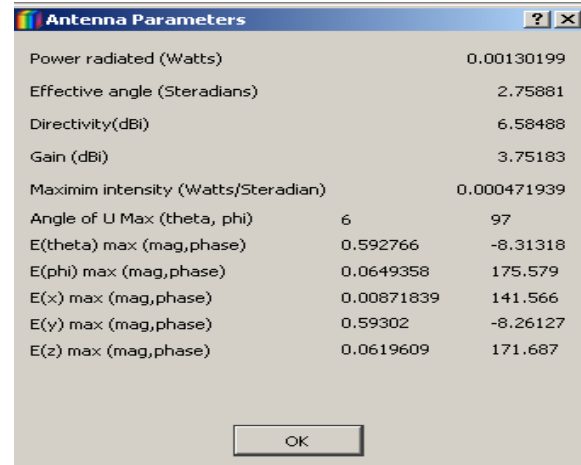 Antenna Parameters ? ×
Power radiated (Watts) 0.00130199
Effective angle (Steradians) 2.75881
Directivity(dBi) 6.58488
Gain (dBi) 3.75183
Maximim intensity (Watts/Steradian) 0.000471939
Angle of U Max (theta, phi) 6 97
E(theta) max (mag,phase) 0.592766 -8.31318
E(phi) max (mag,phase) 0.0649358 175.579
E(x) max (mag,phase) 0.00871839 141.566
E(y) max (mag,phase) 0.59302 -8.26127
E(z) max (mag,phase) 0.0619609 171.687
OK